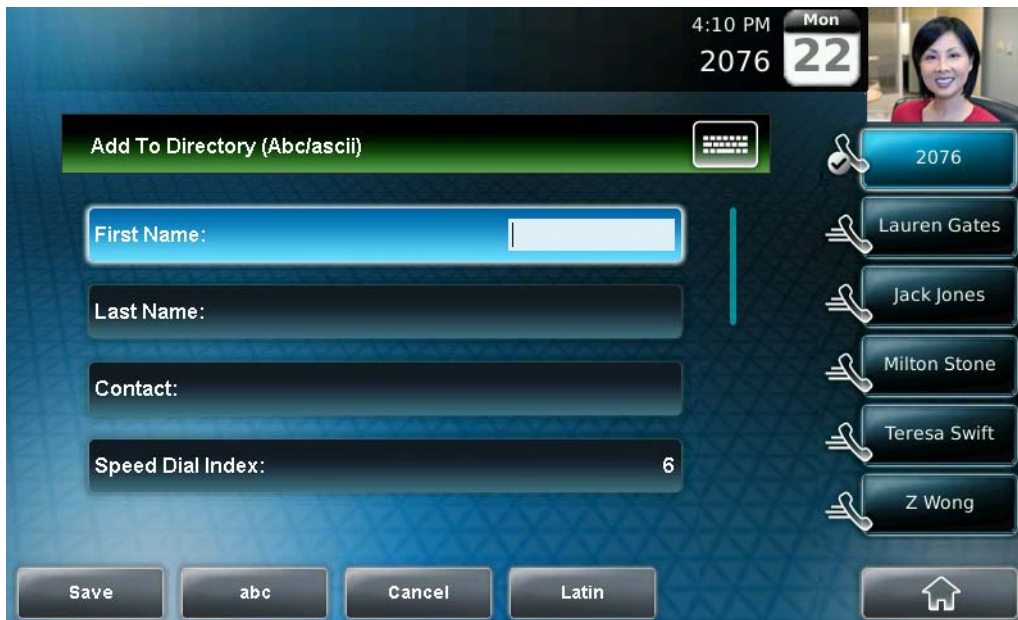 4:10 PM
2076
Mon
22
Add To Directory (Abc/ascii)
First Name:
Last Name:
Contact:
Speed Dial Index: 6
2076
Lauren Gates
Jack Jones
Milton Stone
Teresa Swift
Z Wong
Save
abc
Cancel
Latin